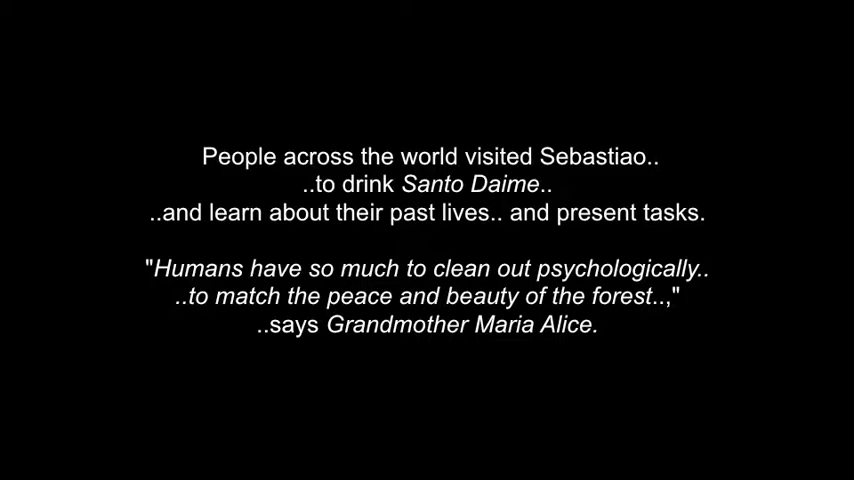 People across the world visited Sebastiao..
..to drink Santo Daime..
..and learn about their past lives.. and present tasks.
"Humans have so much to clean out psychologically..
..to match the peace and beauty of the forest..,"
..says Grandmother Maria Alice.